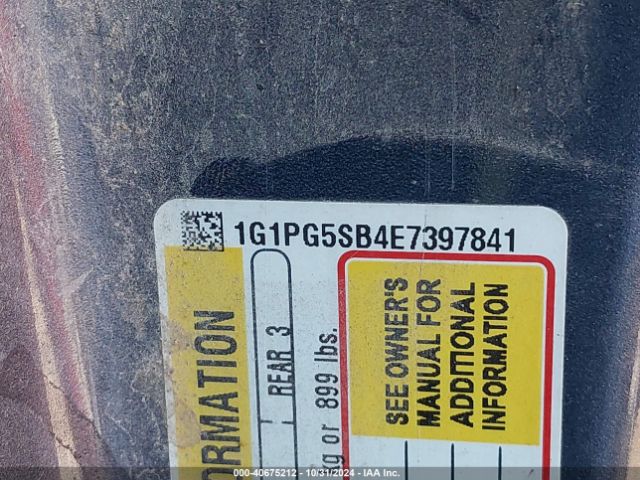 1G1PG5SB4E7397841
ORMATION
REAR 3
g or 899 lbs.
SEE OWNER'S
MANUAL FOR
ADDITIONAL
INFORMATION
000-40675212 - 10/31/2024 - IAA Inc.